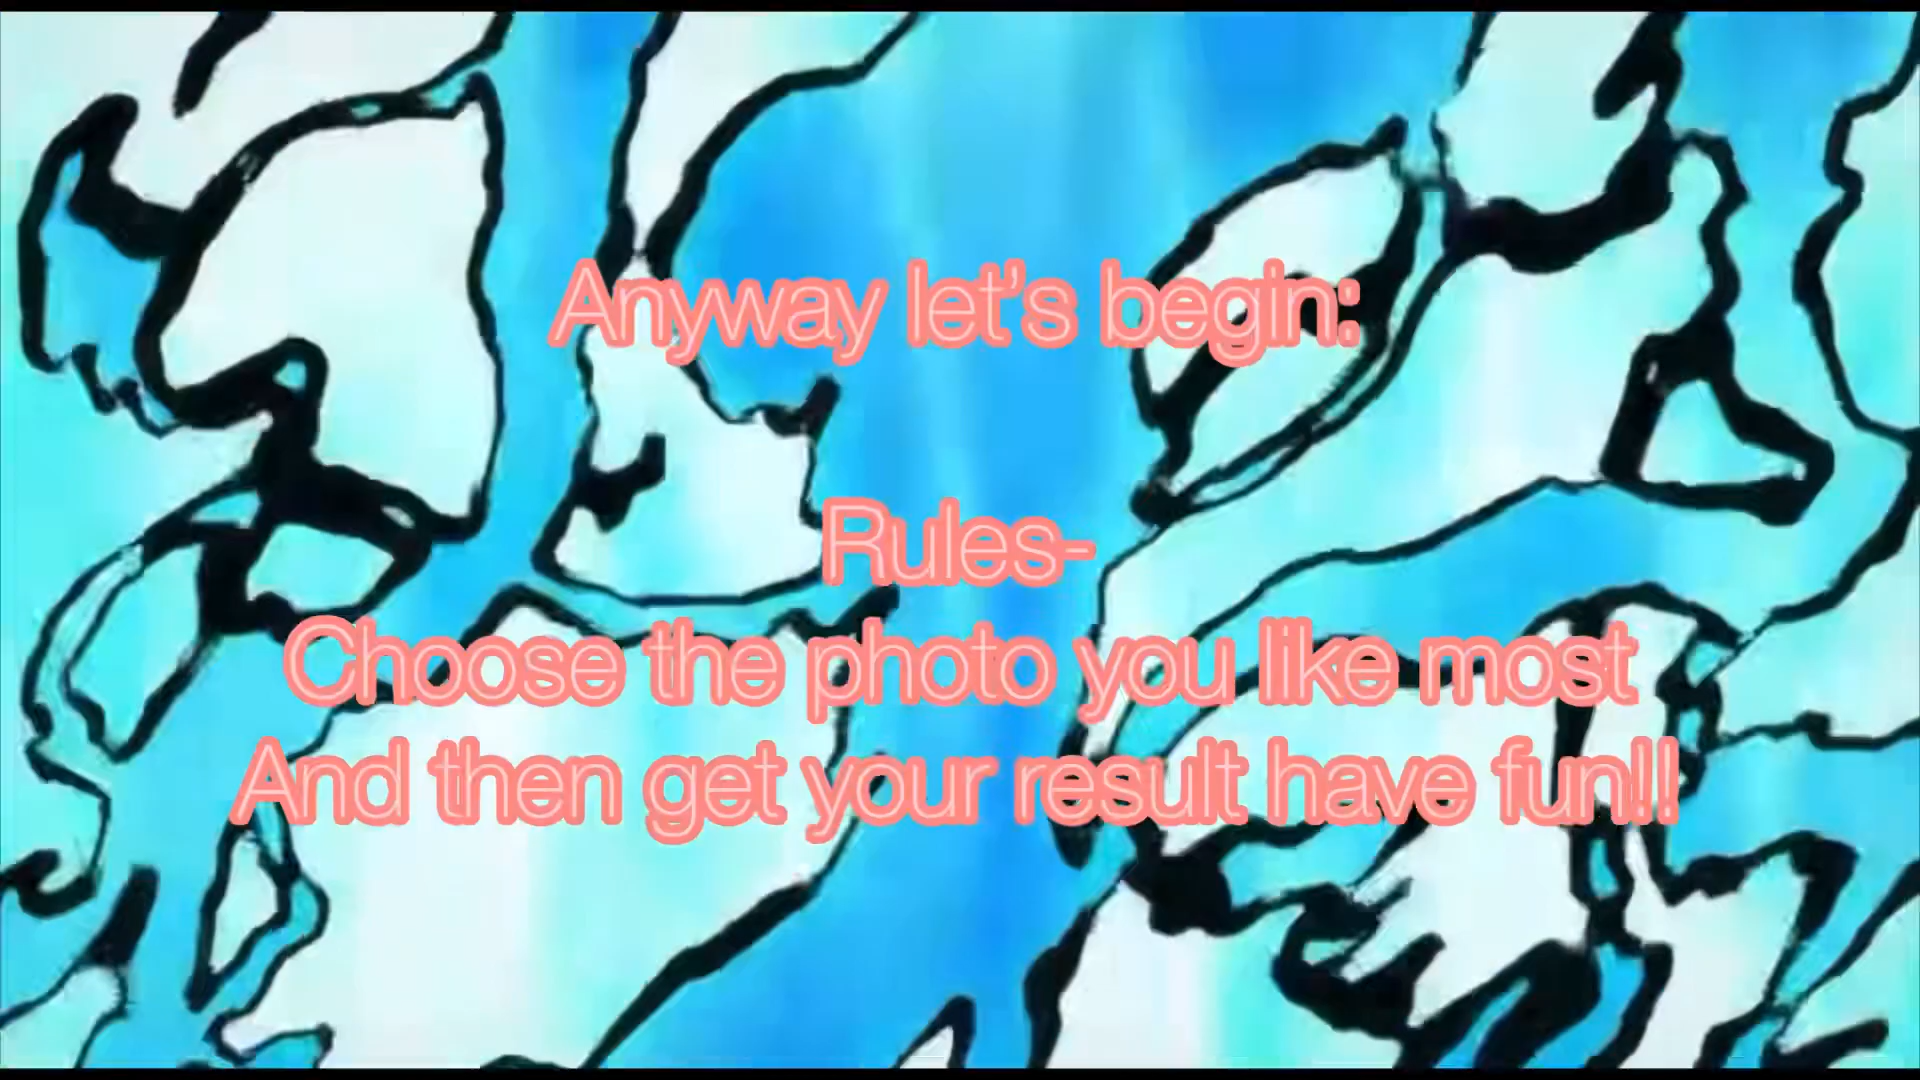 Anyway let's begin:
Rules-
Choose the photo you like most
And then get your result have fun!!